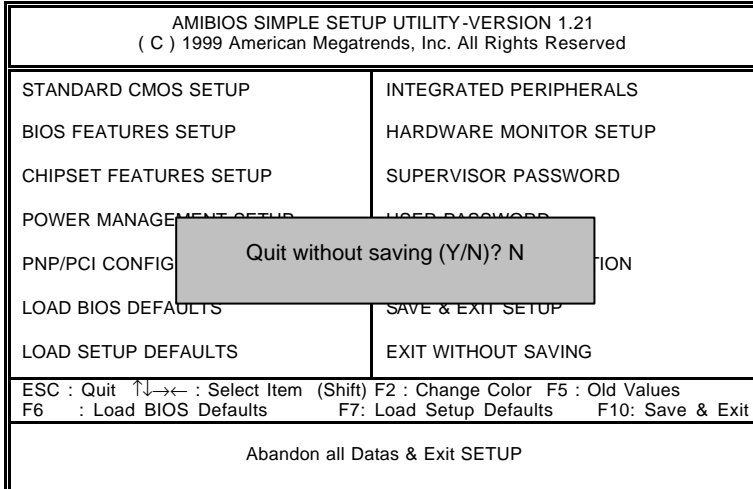 AMIBIOS SIMPLE SETUP UTILITY-VERSION 1.21
( C ) 1999 American Megatrends, Inc. All Rights Reserved
STANDARD CMOS SETUP
BIOS FEATURES SETUP
CHIPSET FEATURES SETUP
POWER MANAGEMENT SETUP
PNP/PCI CONFIG
LOAD BIOS DEFAULTS
LOAD SETUP DEFAULTS
INTEGRATED PERIPHERALS
HARDWARE MONITOR SETUP
SUPERVISOR PASSWORD
USER PASSWORD
TION
SAVE & EXIT SETUP
EXIT WITHOUT SAVING
Quit without saving (Y/N)? N
ESC : Quit ↑↓→← : Select Item (Shift) F2 : Change Color F5 : Old Values
F6 : Load BIOS Defaults F7: Load Setup Defaults F10: Save & Exit
Abandon all Datas & Exit SETUP